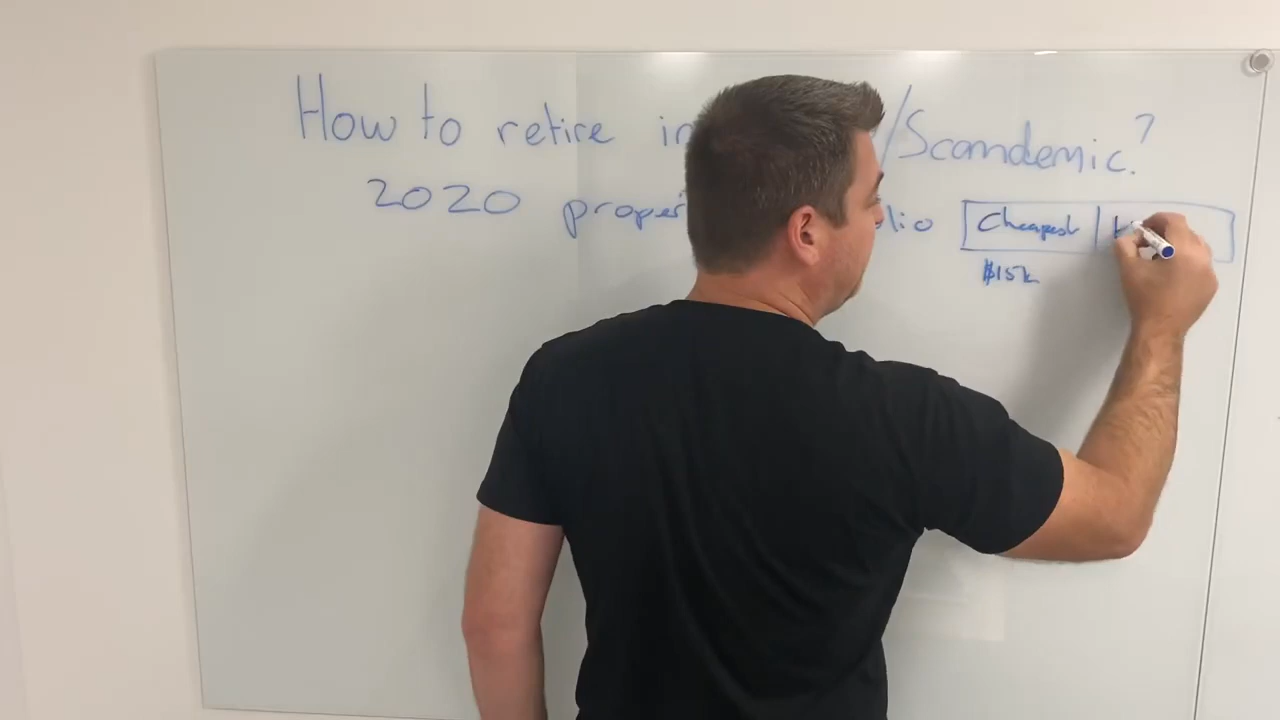 How to retire in /Scamdemic?
2020 proper lio Cheapest |
$15k